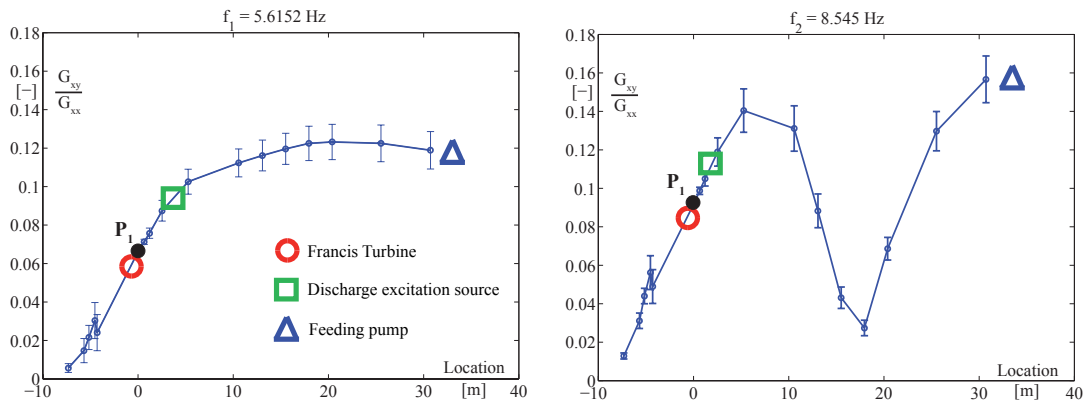 f1 = 5.6152 Hz
0.18
0.16
0.14
0.12
0.1
0.08
0.06
0.04
0.02
0
[−]
Gxy
Gxx
P1
Francis Turbine
Discharge excitation source
Feeding pump
Location
[m]
−10
0
10
20
30
40
f2 = 8.545 Hz
0.18
0.16
0.14
0.12
0.1
0.08
0.06
0.04
0.02
0
[−]
Gxy
Gxx
P1
Location
[m]
−10
0
10
20
30
40